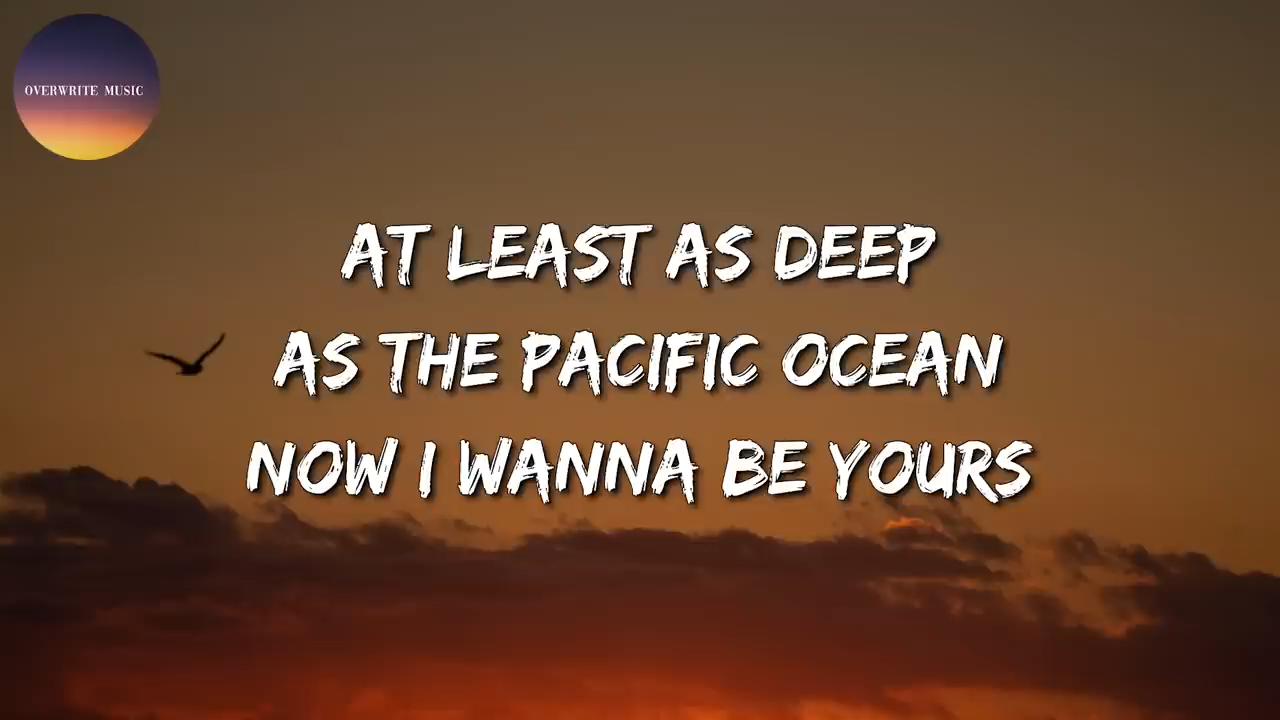 OVERWRITE MUSIC
AT LEAST AS DEEP
AS THE PACIFIC OCEAN
NOW I WANNA BE YOURS